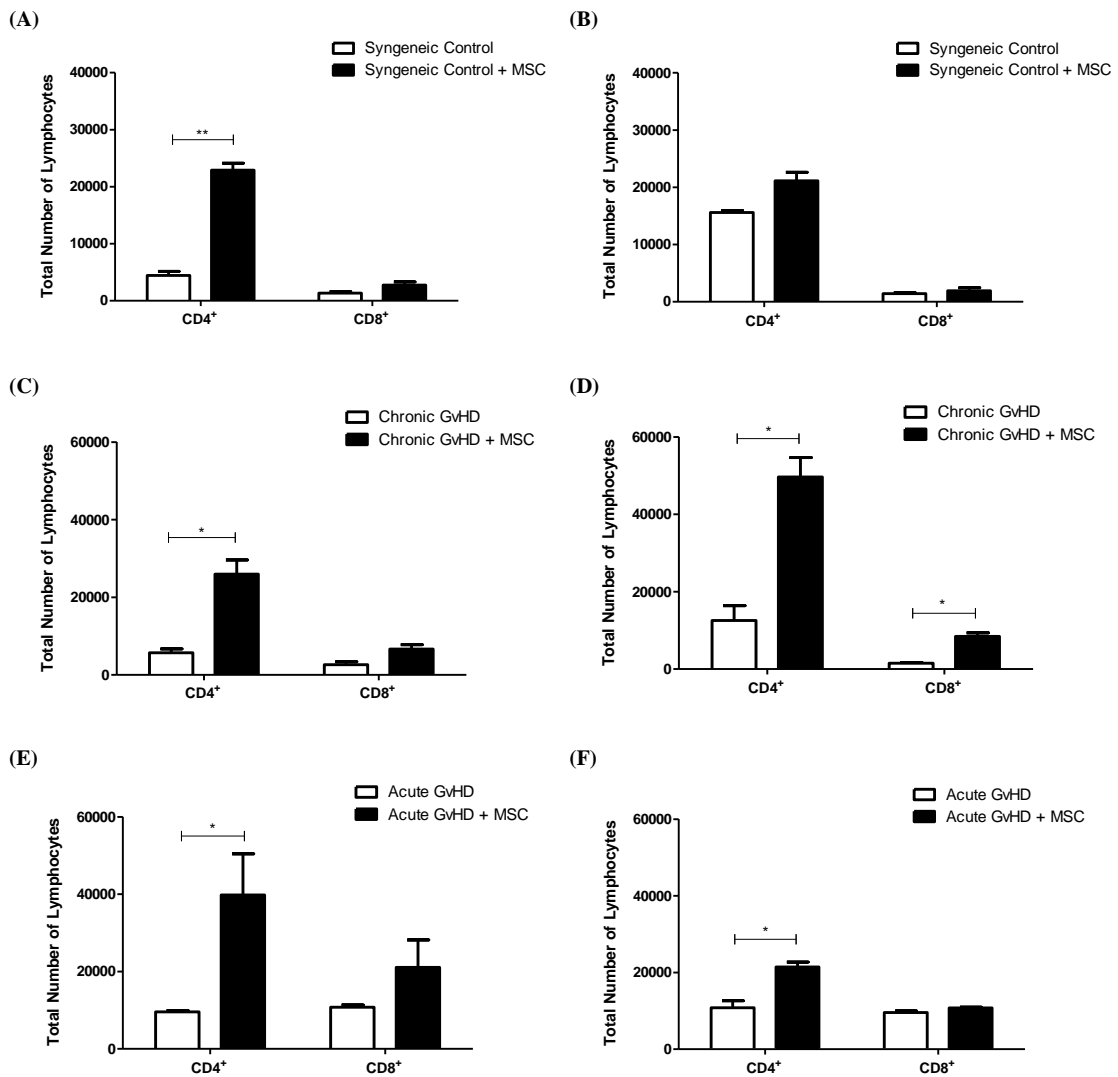 (A)
Syngeneic Control
Syngeneic Control + MSC
Total Number of Lymphocytes
40000
30000
20000
10000
0
**
CD4⁺
CD8⁺
(B)
Syngeneic Control
Syngeneic Control + MSC
Total Number of Lymphocytes
40000
30000
20000
10000
0
CD4⁺
CD8⁺
(C)
Chronic GvHD
Chronic GvHD + MSC
Total Number of Lymphocytes
60000
40000
20000
0
*
CD4⁺
CD8⁺
(D)
Chronic GvHD
Chronic GvHD + MSC
Total Number of Lymphocytes
60000
40000
20000
0
*
*
CD4⁺
CD8⁺
(E)
Acute GvHD
Acute GvHD + MSC
Total Number of Lymphocytes
60000
40000
20000
0
*
CD4⁺
CD8⁺
(F)
Acute GvHD
Acute GvHD + MSC
Total Number of Lymphocytes
60000
40000
20000
0
*
CD4⁺
CD8⁺